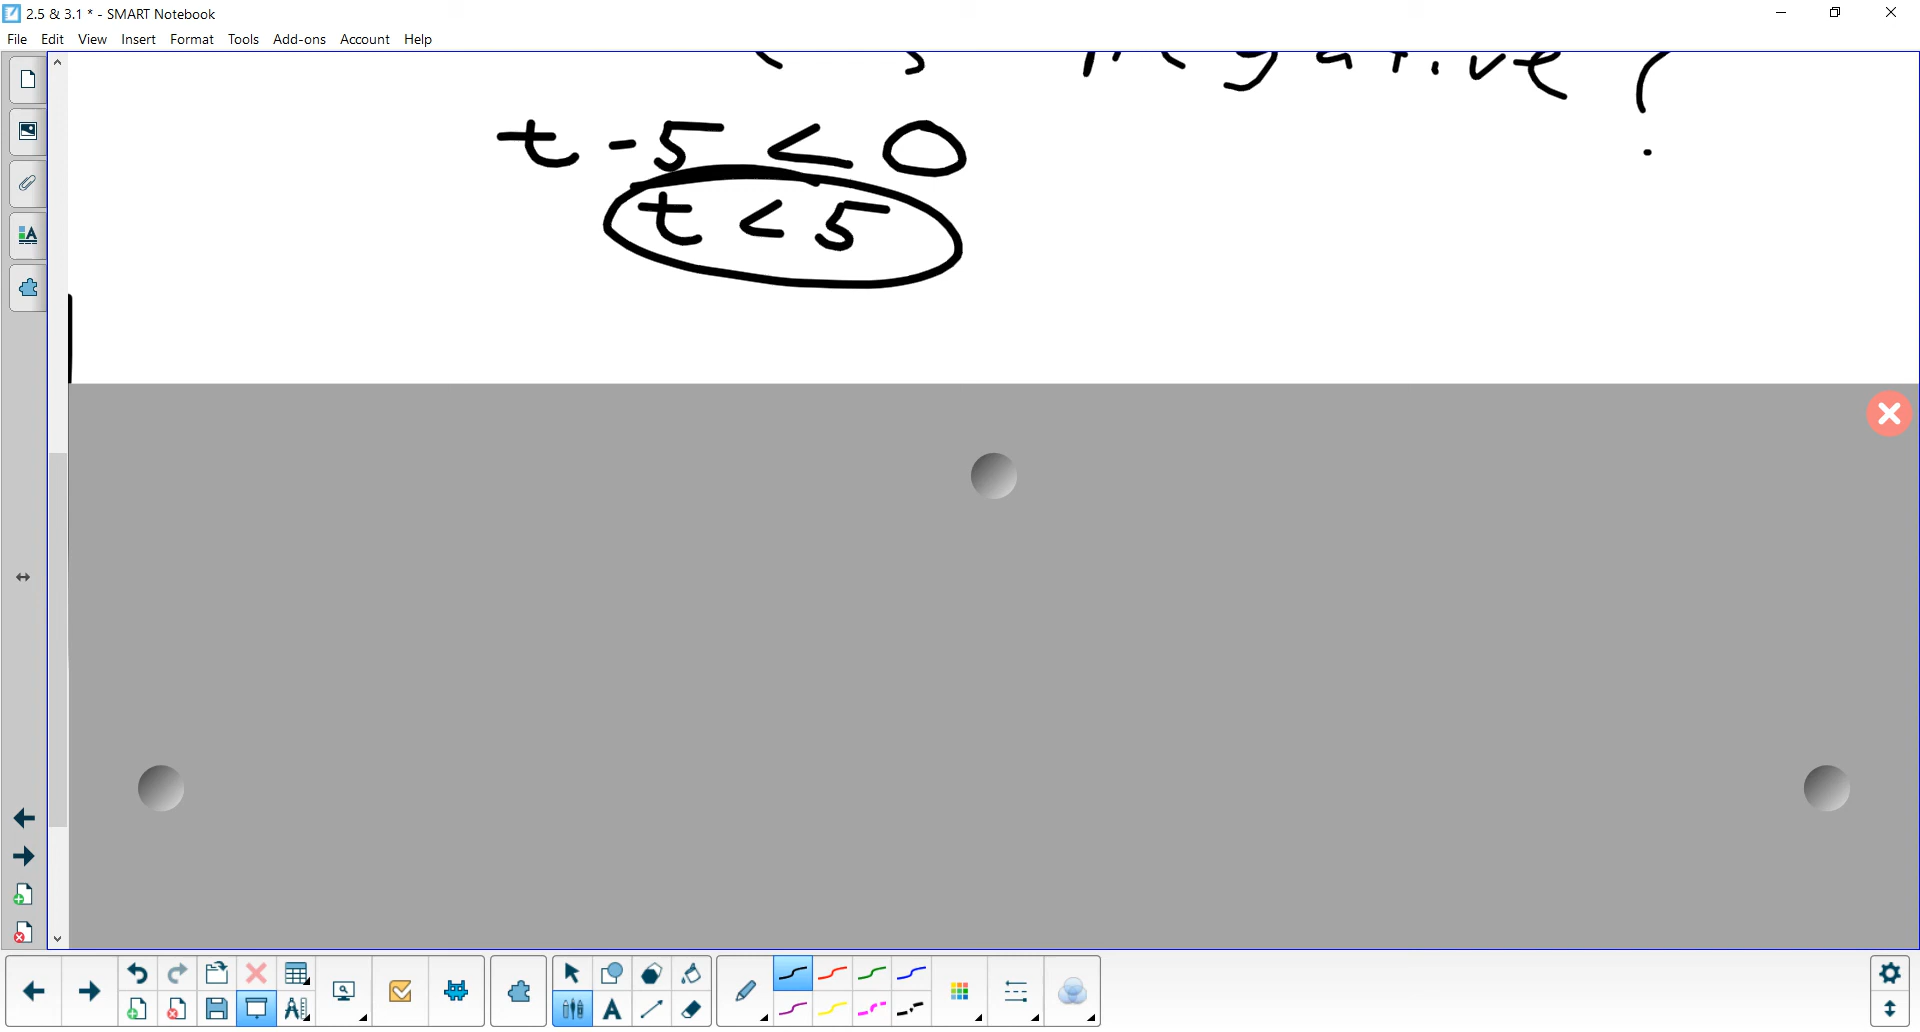 2.5 & 3.1 * - SMART Notebook
File Edit View Insert Format Tools Add-ons Account Help
negative?
t - 5 < 0
t < 5